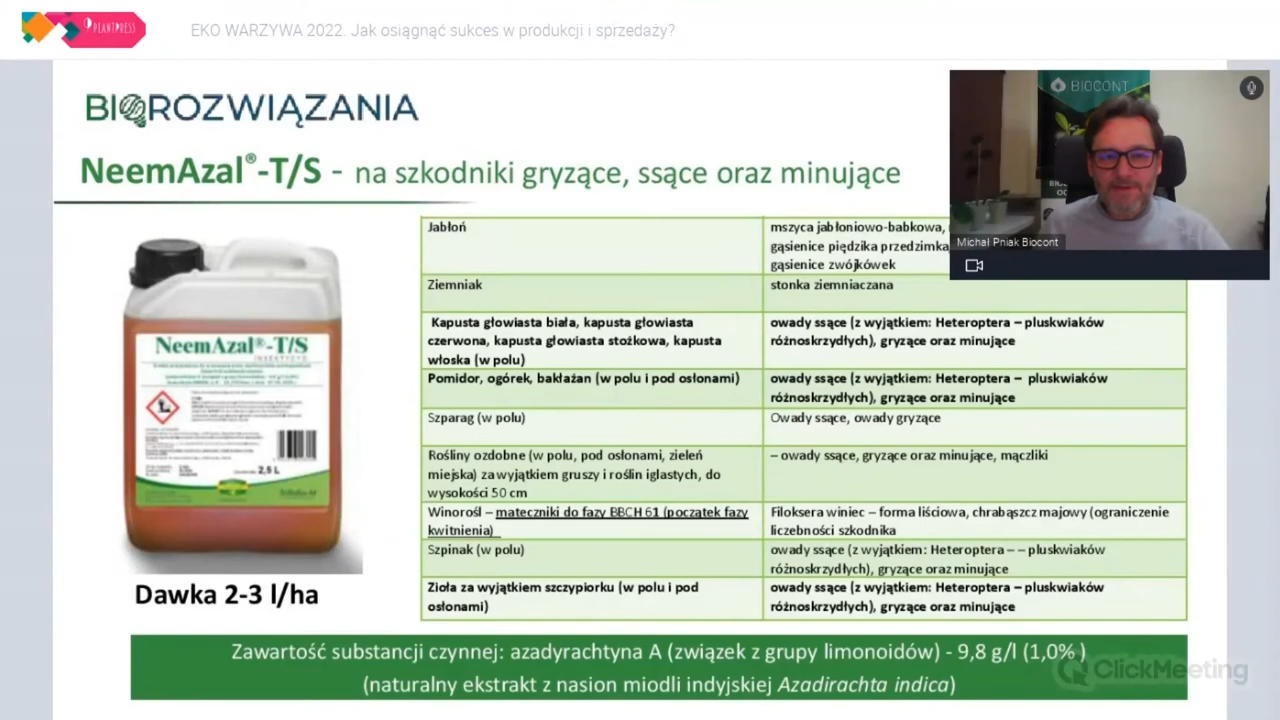 PLANTPRESS
EKO WARZYWA 2022. Jak osiągnąć sukces w produkcji i sprzedaży?
BIOROZWIĄZANIA
BIOCONT
NeemAzal®-T/S - na szkodniki gryzące, ssące oraz minujące
Michał Pniak Biocont
Jabłoń
mszyca jabłoniowo-babkowa,
gąsienice piędzika przedzimka,
gąsienice zwójkówek
Ziemniak
stonka ziemniaczana
Kapusta głowiasta biała, kapusta głowiasta
czerwona, kapusta głowiasta stożkowa, kapusta
włoska (w polu)
owady ssące (z wyjątkiem: Heteroptera – pluskwiaków
różnoskrzydłych), gryzące oraz minujące
Pomidor, ogórek, bakłażan (w polu i pod osłonami)
owady ssące (z wyjątkiem: Heteroptera – pluskwiaków
różnoskrzydłych), gryzące oraz minujące
Szparag (w polu)
Owady ssące, owady gryzące
Rośliny ozdobne (w polu, pod osłonami, zieleń
miejska) za wyjątkiem gruszy i roślin iglastych, do
wysokości 50 cm
– owady ssące, gryzące oraz minujące, mączliki
Winorośl – mateczniki do fazy BBCH 61 (początek fazy
kwitnienia)
Filoksera winiec – forma liściowa, chrabąszcz majowy (ograniczenie
liczebności szkodnika
Szpinak (w polu)
owady ssące (z wyjątkiem: Heteroptera – – pluskwiaków
różnoskrzydłych), gryzące oraz minujące
Zioła za wyjątkiem szczypiorku (w polu i pod
osłonami)
owady ssące (z wyjątkiem: Heteroptera – pluskwiaków
różnoskrzydłych), gryzące oraz minujące
NeemAzal®-T/S
INSEKTYCYD
2,5 L
Dawka 2-3 l/ha
Zawartość substancji czynnej: azadyrachtyna A (związek z grupy limonoidów) - 9,8 g/l (1,0% )
(naturalny ekstrakt z nasion miodli indyjskiej Azadirachta indica)
ClickMeeting